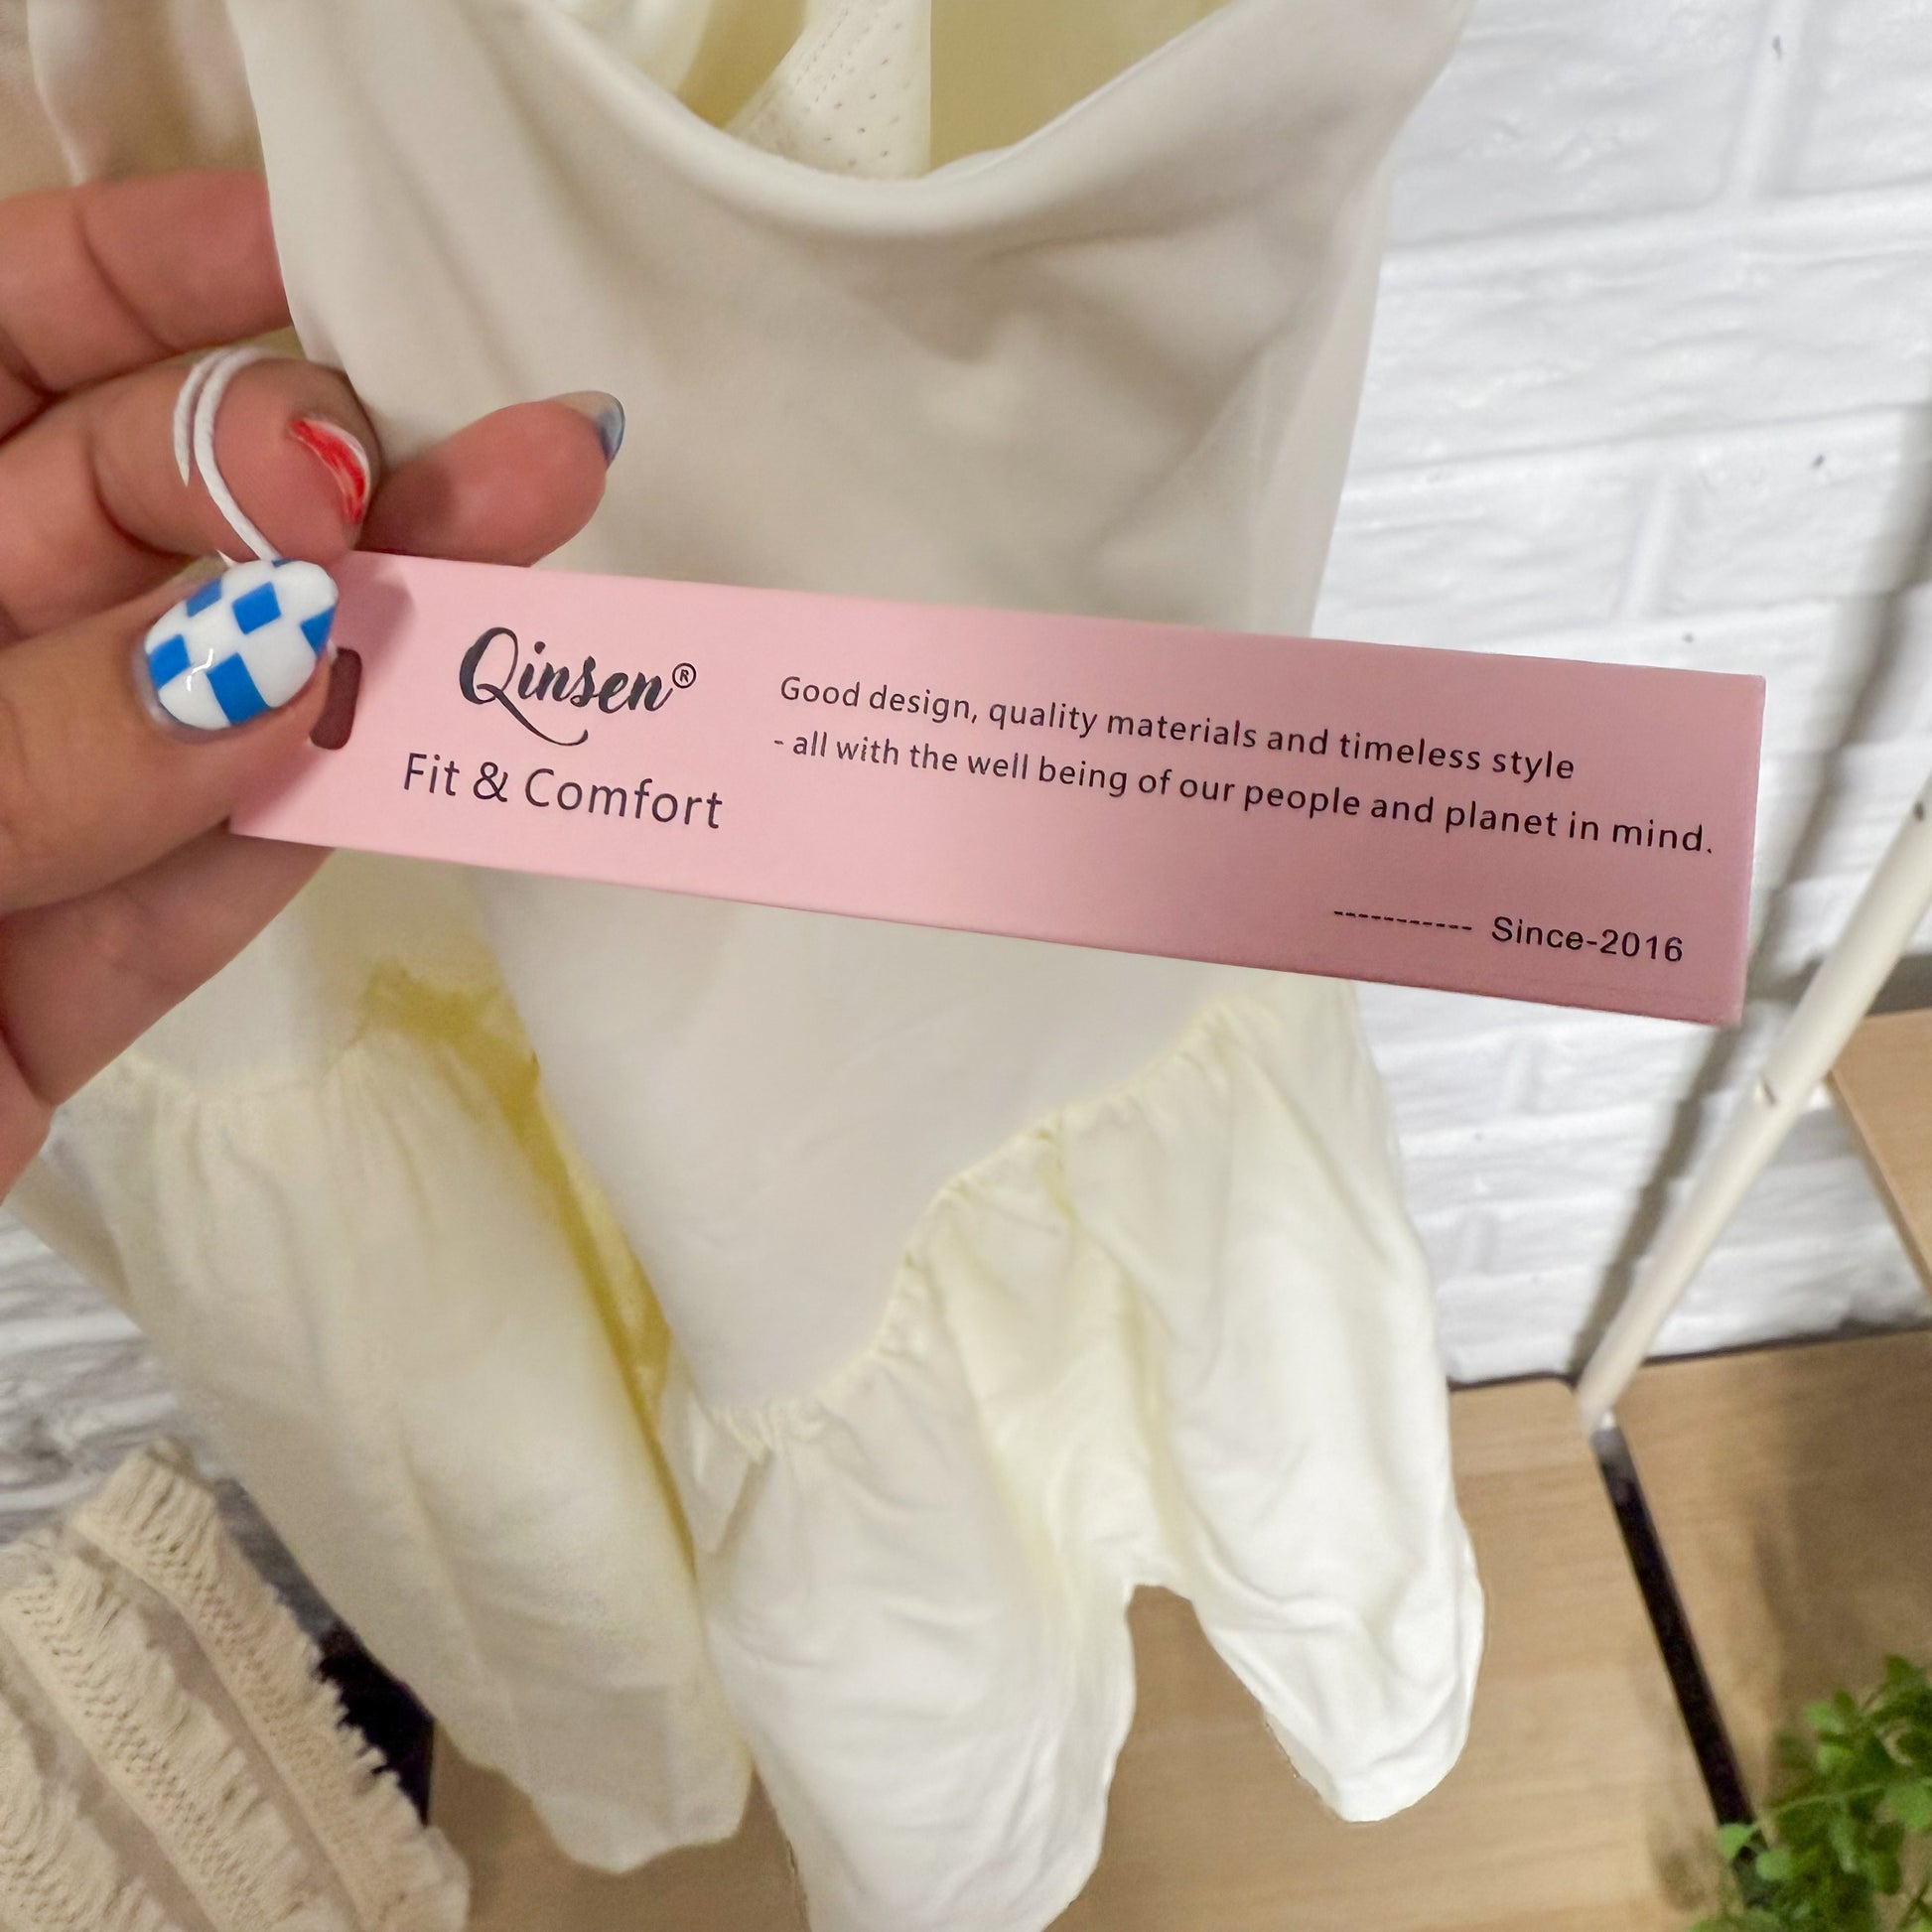 Qinsen®
Fit & Comfort
Good design, quality materials and timeless style
- all with the well being of our people and planet in mind.
----------- Since-2016